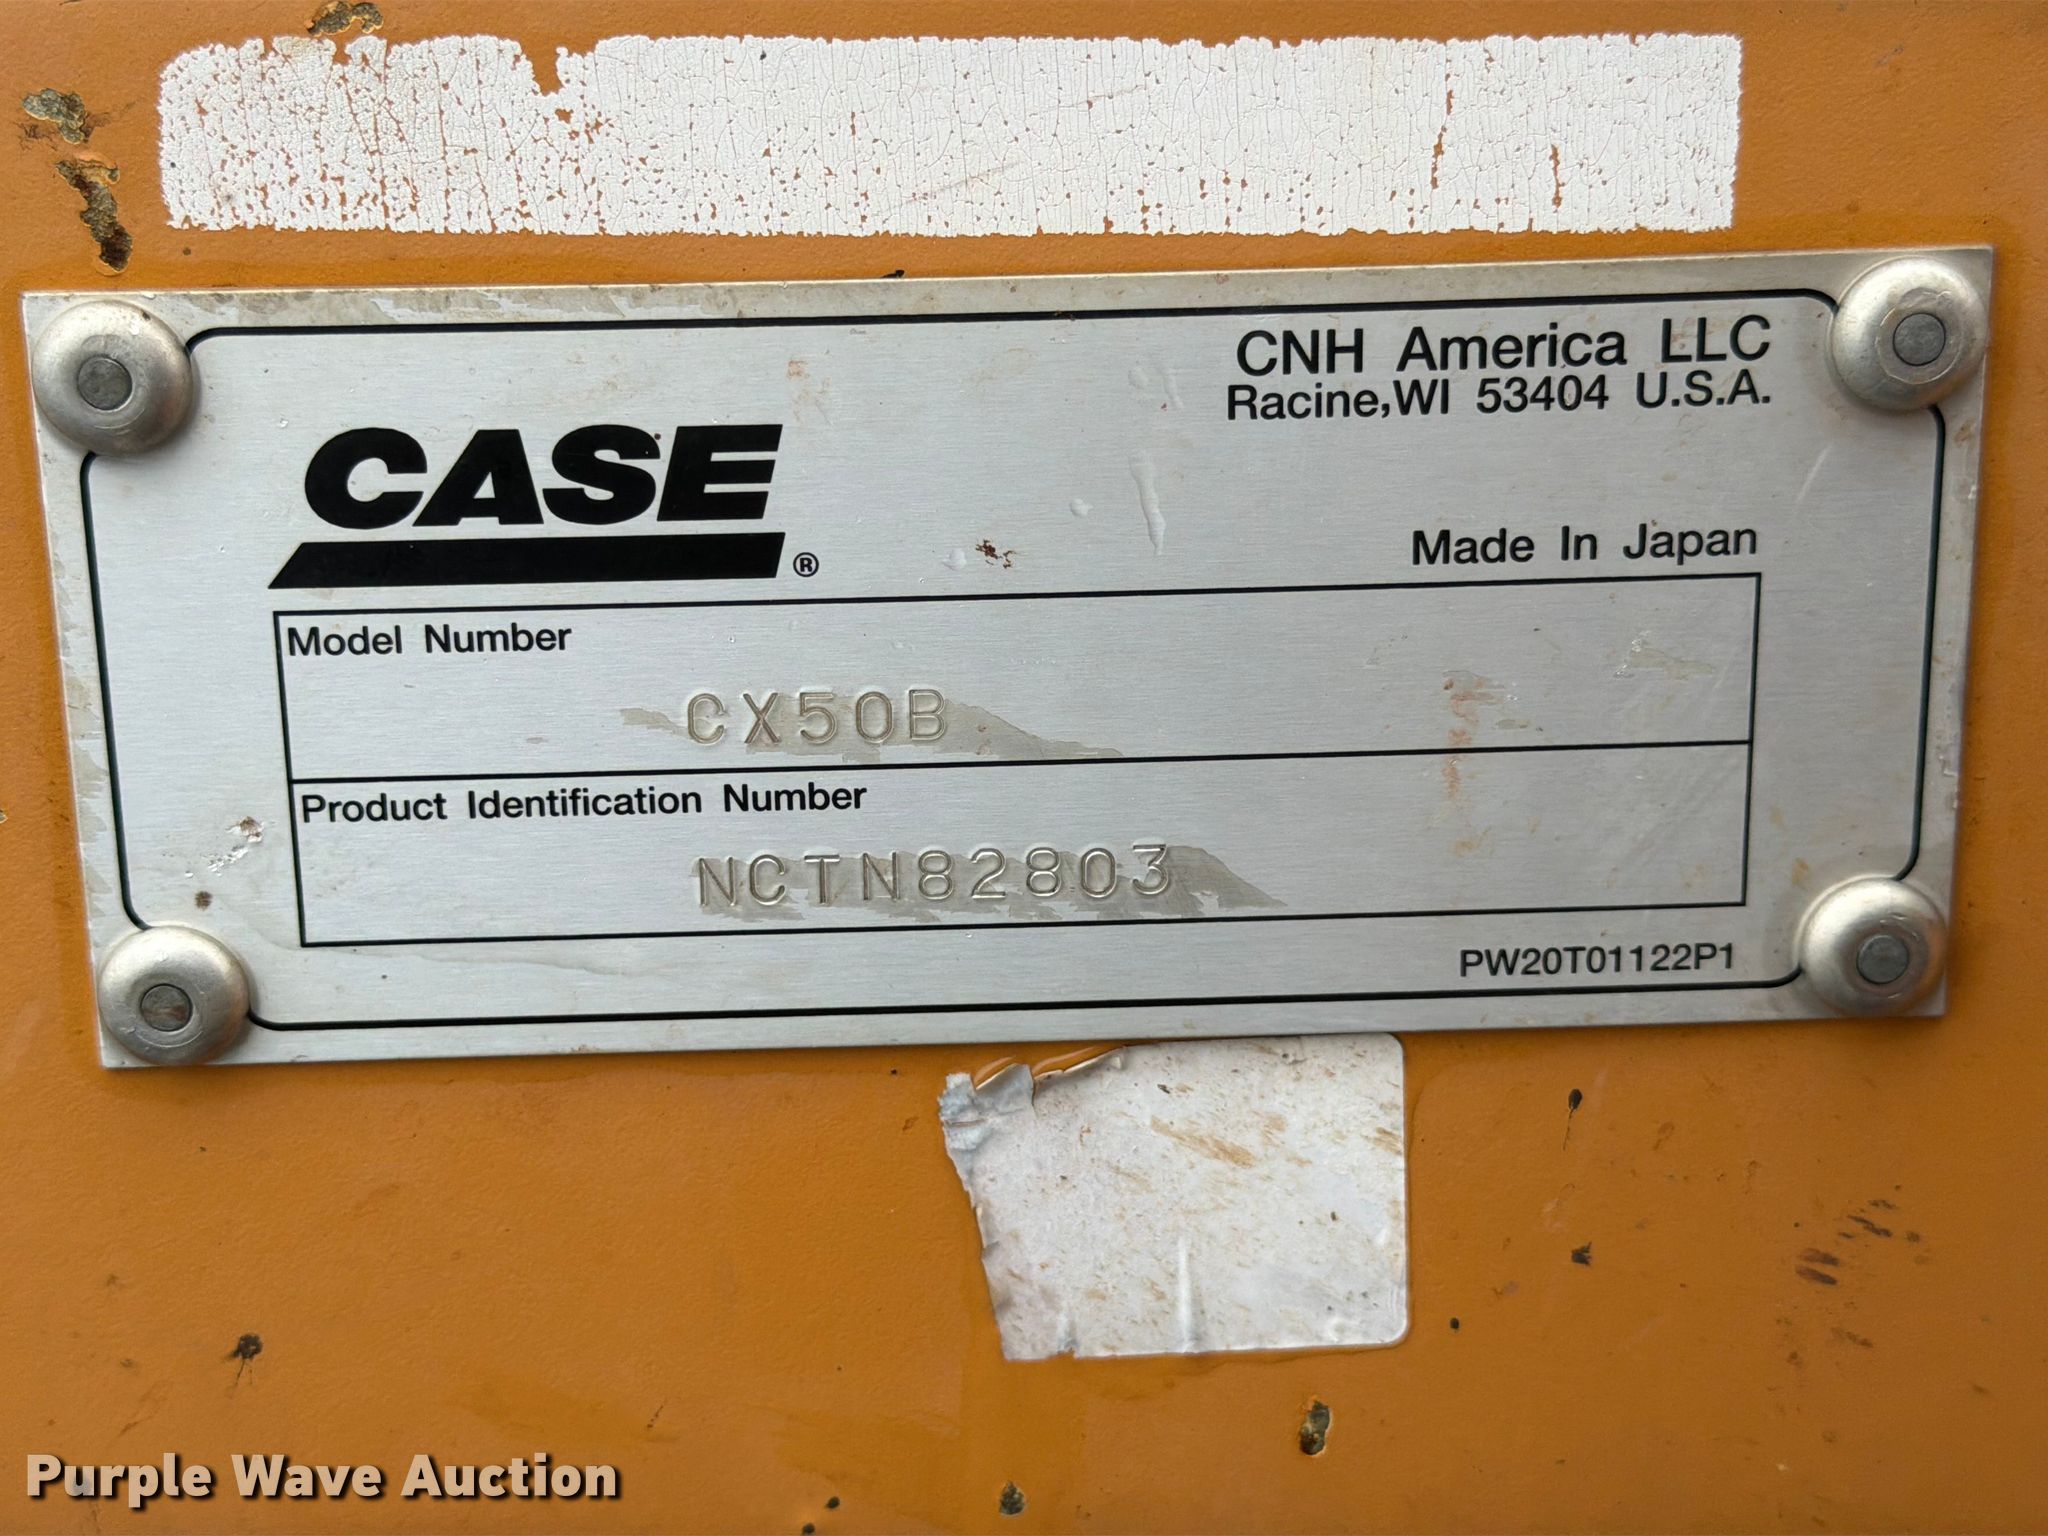 CNH America LLC
Racine,WI 53404 U.S.A.
CASE®
Made In Japan
Model Number
CX50B
Product Identification Number
NCTN82803
PW20T01122P1
Purple Wave Auction